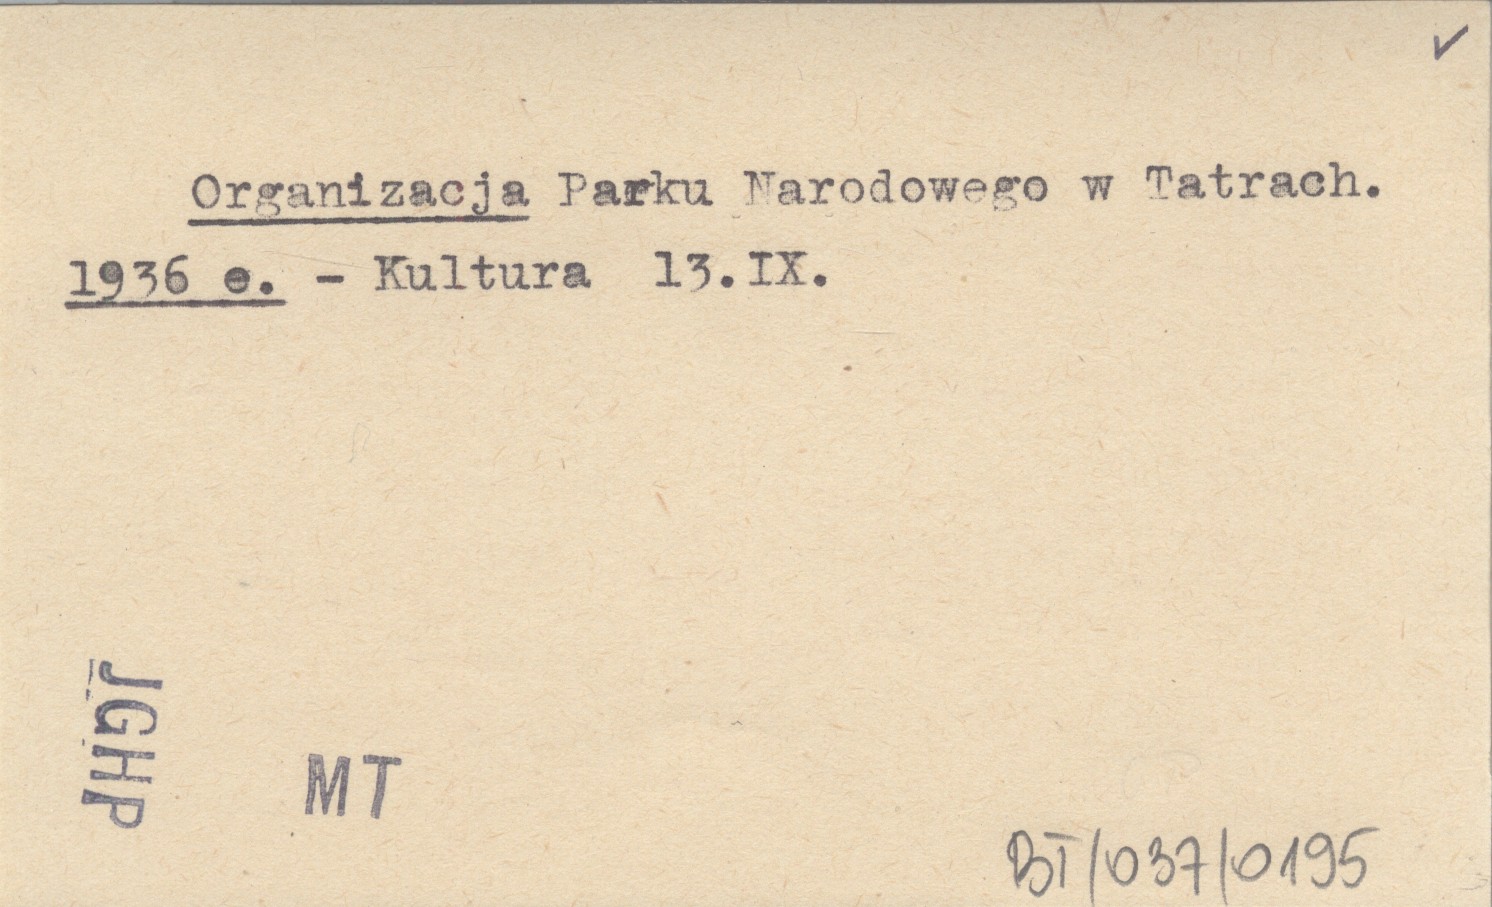 ✓
Organizacja Parku Narodowego w Tatrach.
1936 e. - Kultura 13.IX.
JGHP
MT
BT/037/0195